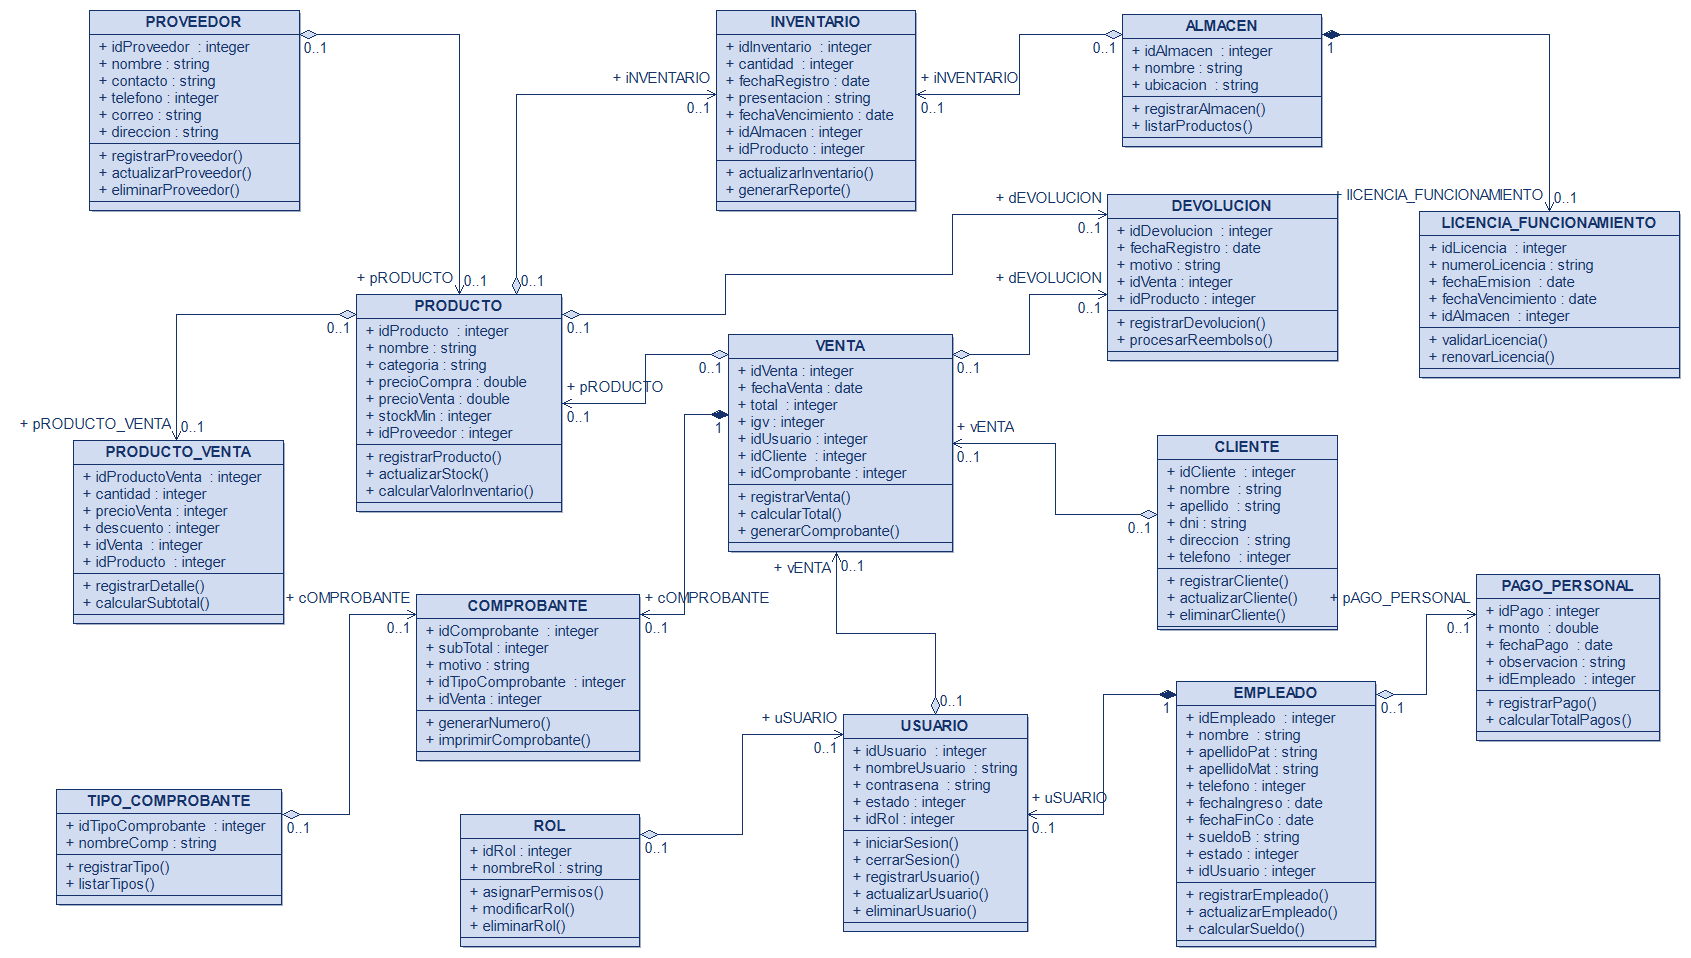 PROVEEDOR
+ idProveedor : integer
+ nombre : string
+ contacto : string
+ telefono : integer
+ correo : string
+ direccion : string
+ registrarProveedor()
+ actualizarProveedor()
+ eliminarProveedor()
0..1
+ pRODUCTO
0..1
INVENTARIO
+ idInventario : integer
+ cantidad : integer
+ fechaRegistro : date
+ presentacion : string
+ fechaVencimiento : date
+ idAlmacen : integer
+ idProducto : integer
+ actualizarInventario()
+ generarReporte()
+ iNVENTARIO
0..1
0..1
+ iNVENTARIO
0..1
0..1
ALMACEN
+ idAlmacen : integer
+ nombre : string
+ ubicacion : string
+ registrarAlmacen()
+ listarProductos()
1
+ lICENCIA_FUNCIONAMIENTO
0..1
LICENCIA_FUNCIONAMIENTO
+ idLicencia : integer
+ numeroLicencia : string
+ fechaEmision : date
+ fechaVencimiento : date
+ idAlmacen : integer
+ validarLicencia()
+ renovarLicencia()
DEVOLUCION
+ idDevolucion : integer
+ fechaRegistro : date
+ motivo : string
+ idVenta : integer
+ idProducto : integer
+ registrarDevolucion()
+ procesarReembolso()
+ dEVOLUCION
0..1
0..1
+ dEVOLUCION
0..1
0..1
PRODUCTO
+ idProducto : integer
+ nombre : string
+ categoria : string
+ precioCompra : double
+ precioVenta : double
+ stockMin : integer
+ idProveedor : integer
+ registrarProducto()
+ actualizarStock()
+ calcularValorInventario()
0..1
+ pRODUCTO_VENTA
0..1
0..1
+ pRODUCTO
0..1
VENTA
+ idVenta : integer
+ fechaVenta : date
+ total : integer
+ igv : integer
+ idUsuario : integer
+ idCliente : integer
+ idComprobante : integer
+ registrarVenta()
+ calcularTotal()
+ generarComprobante()
1
+ cOMPROBANTE
0..1
+ vENTA
0..1
0..1
+ vENTA
0..1
0..1
PRODUCTO_VENTA
+ idProductoVenta : integer
+ cantidad : integer
+ precioVenta : integer
+ descuento : integer
+ idVenta : integer
+ idProducto : integer
+ registrarDetalle()
+ calcularSubtotal()
CLIENTE
+ idCliente : integer
+ nombre : string
+ apellido : string
+ dni : string
+ direccion : string
+ telefono : integer
+ registrarCliente()
+ actualizarCliente()
+ eliminarCliente()
COMPROBANTE
+ idComprobante : integer
+ subTotal : integer
+ motivo : string
+ idTipoComprobante : integer
+ idVenta : integer
+ generarNumero()
+ imprimirComprobante()
+ cOMPROBANTE
0..1
0..1
PAGO_PERSONAL
+ idPago : integer
+ monto : double
+ fechaPago : date
+ observacion : string
+ idEmpleado : integer
+ registrarPago()
+ calcularTotalPagos()
+ pAGO_PERSONAL
0..1
0..1
EMPLEADO
+ idEmpleado : integer
+ nombre : string
+ apellidoPat : string
+ apellidoMat : string
+ telefono : integer
+ fechaIngreso : date
+ fechaFinCo : date
+ sueldoB : string
+ estado : integer
+ idUsuario : integer
+ registrarEmpleado()
+ actualizarEmpleado()
+ calcularSueldo()
1
+ uSUARIO
0..1
USUARIO
+ idUsuario : integer
+ nombreUsuario : string
+ contrasena : string
+ estado : integer
+ idRol : integer
+ iniciarSesion()
+ cerrarSesion()
+ registrarUsuario()
+ actualizarUsuario()
+ eliminarUsuario()
+ uSUARIO
0..1
0..1
TIPO_COMPROBANTE
+ idTipoComprobante : integer
+ nombreComp : string
+ registrarTipo()
+ listarTipos()
ROL
+ idRol : integer
+ nombreRol : string
+ asignarPermisos()
+ modificarRol()
+ eliminarRol()